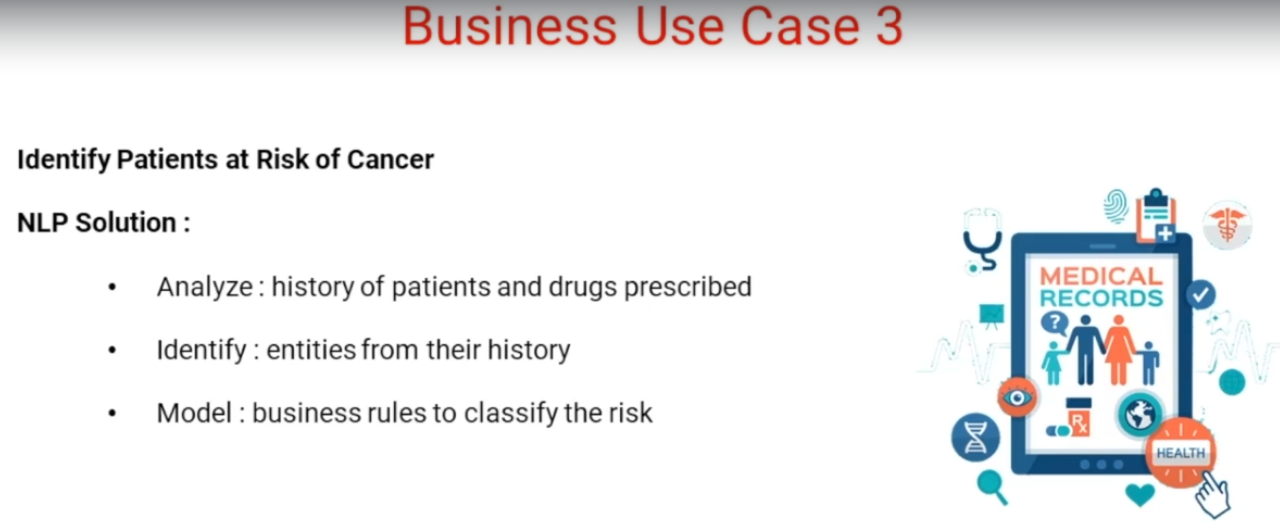 Business Use Case 3
Identify Patients at Risk of Cancer
NLP Solution :
• Analyze : history of patients and drugs prescribed
• Identify : entities from their history
• Model : business rules to classify the risk
MEDICAL
RECORDS
?
Rx
HEALTH